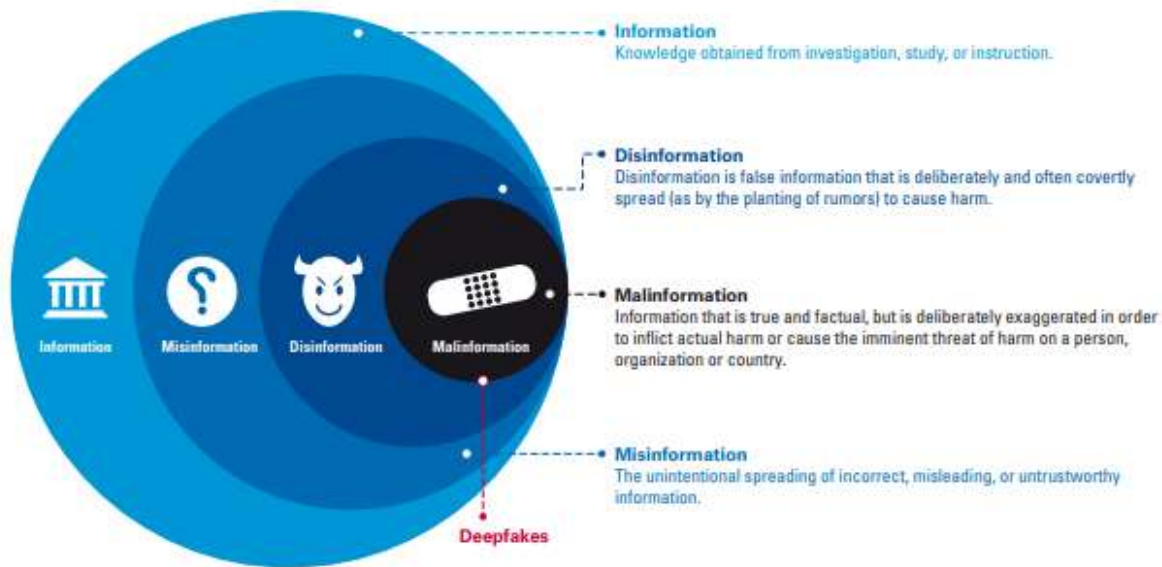 Information
Knowledge obtained from investigation, study, or instruction.
Disinformation
Disinformation is false information that is deliberately and often covertly
spread (as by the planting of rumors) to cause harm.
Information
Misinformation
Disinformation
Malinformation
Malinformation
Information that is true and factual, but is deliberately exaggerated in order
to inflict actual harm or cause the imminent threat of harm on a person,
organization or country.
Misinformation
The unintentional spreading of incorrect, misleading, or untrustworthy
information.
Deepfakes